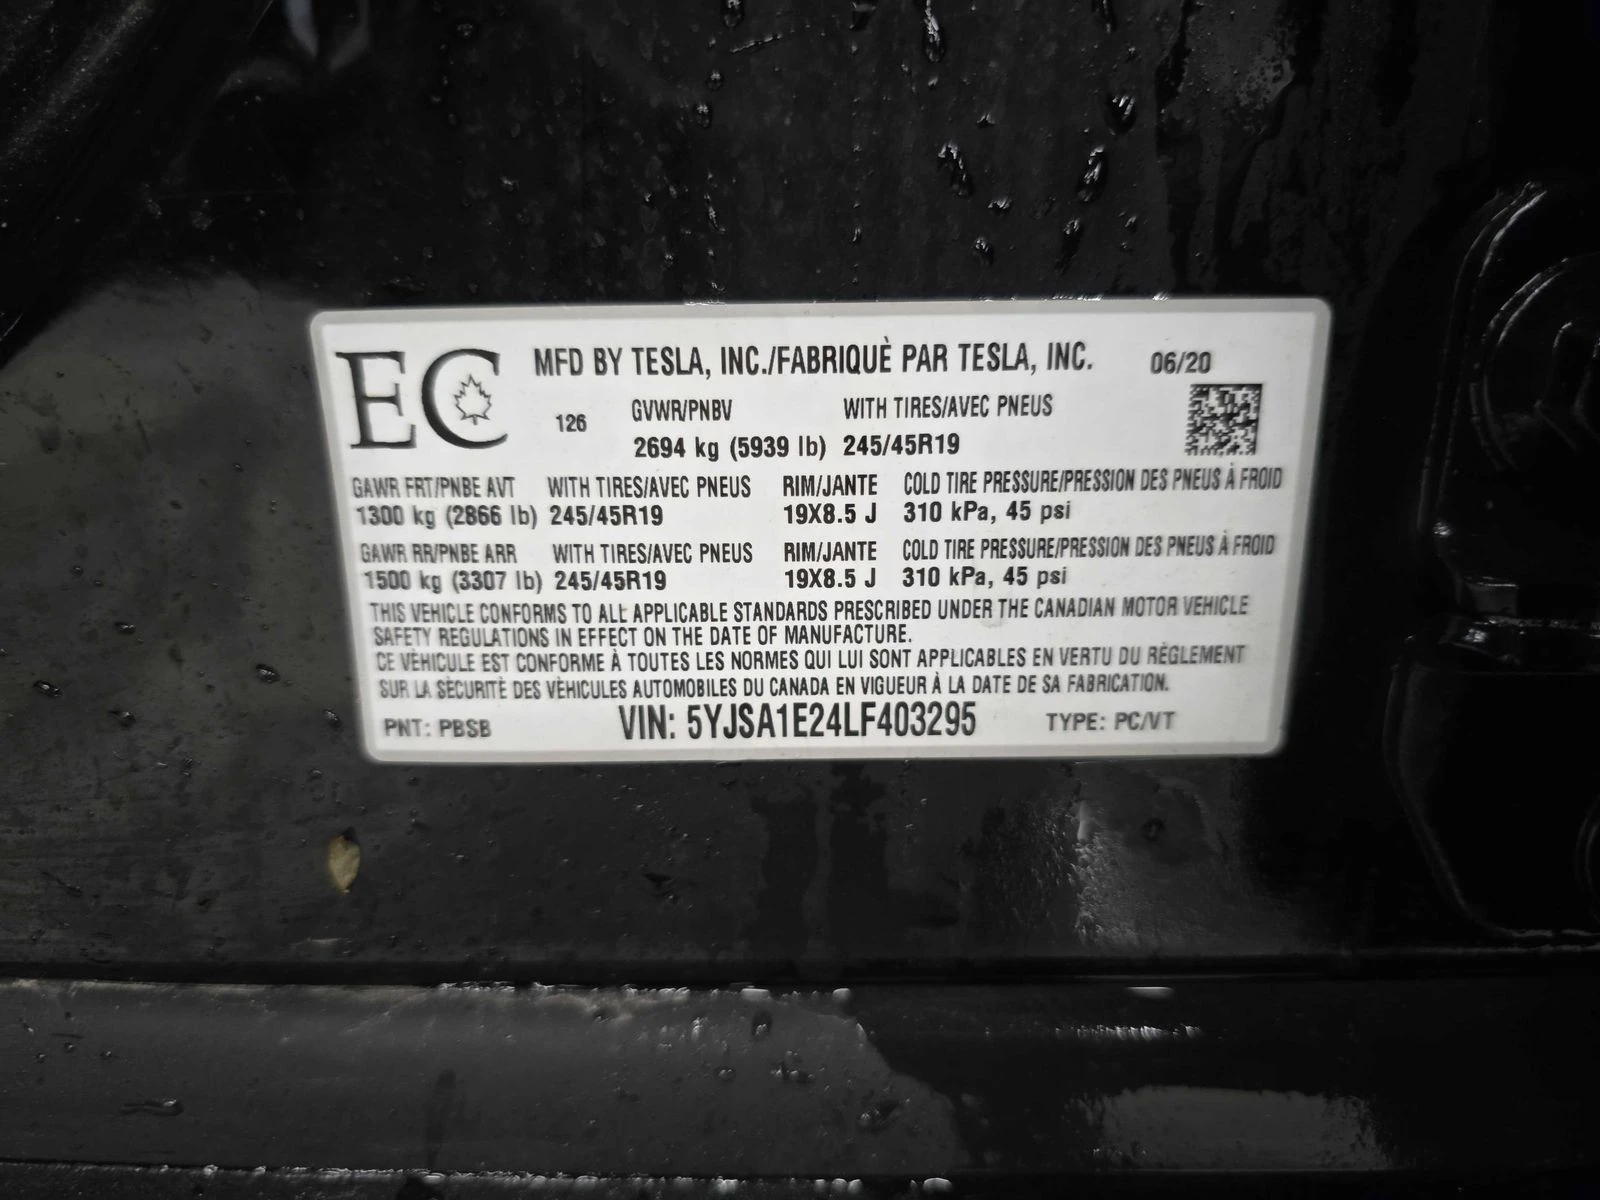 EC MFD BY TESLA, INC./FABRIQUÈ PAR TESLA, INC. 06/20
126 GVWR/PNBV WITH TIRES/AVEC PNEUS
2694 kg (5939 lb) 245/45R19
GAWR FRT/PNBE AVT WITH TIRES/AVEC PNEUS RIM/JANTE COLD TIRE PRESSURE/PRESSION DES PNEUS À FROID
1300 kg (2866 lb) 245/45R19 19X8.5 J 310 kPa, 45 psi
GAWR RR/PNBE ARR WITH TIRES/AVEC PNEUS RIM/JANTE COLD TIRE PRESSURE/PRESSION DES PNEUS À FROID
1500 kg (3307 lb) 245/45R19 19X8.5 J 310 kPa, 45 psi
THIS VEHICLE CONFORMS TO ALL APPLICABLE STANDARDS PRESCRIBED UNDER THE CANADIAN MOTOR VEHICLE
SAFETY REGULATIONS IN EFFECT ON THE DATE OF MANUFACTURE.
CE VÈHICULE EST CONFORME À TOUTES LES NORMES QUI LUI SONT APPLICABLES EN VERTU DU RÈGLEMENT
SUR LA SÈCURITÈ DES VÈHICULES AUTOMOBILES DU CANADA EN VIGUEUR À LA DATE DE SA FABRICATION.
PNT: PBSB VIN: 5YJSA1E24LF403295 TYPE: PC/VT